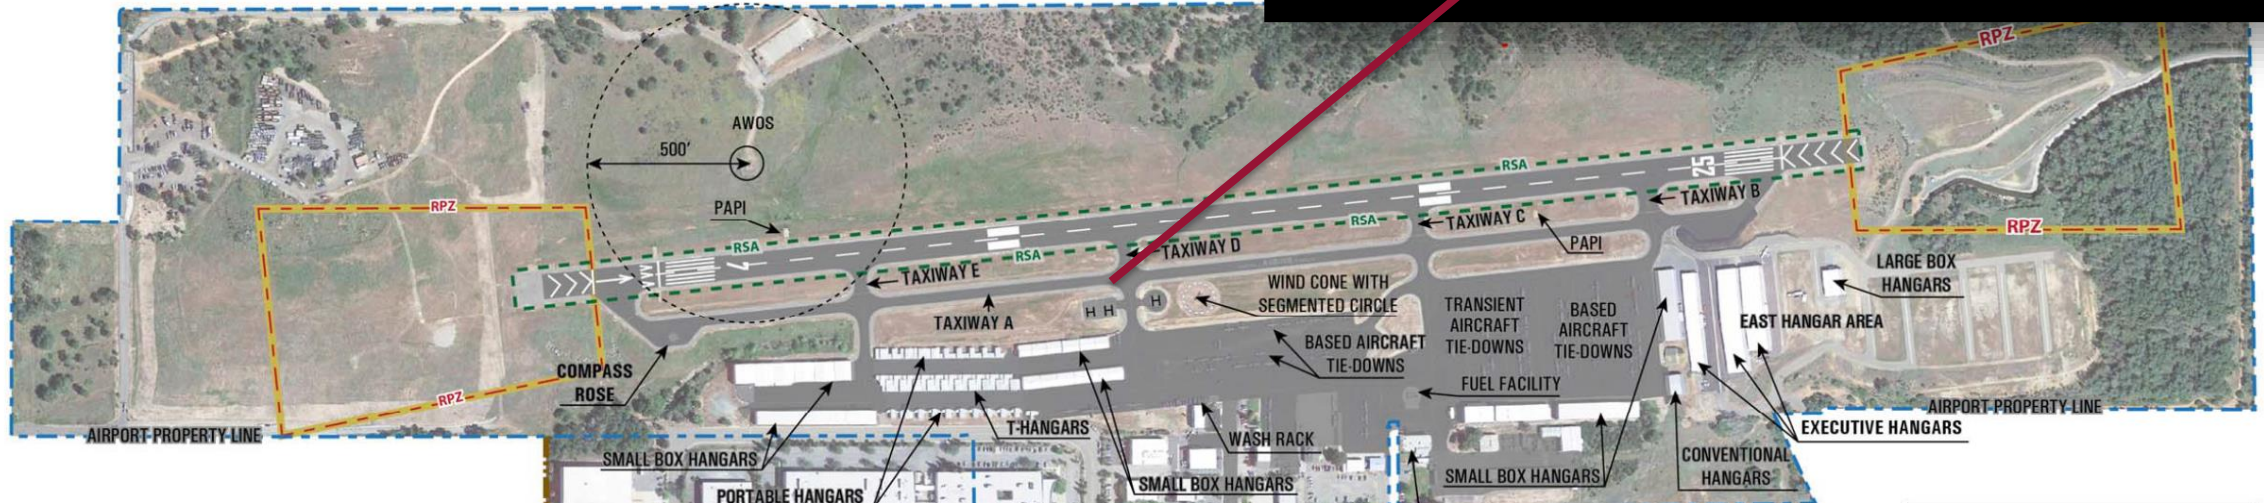 RPZ
AWOS
500'
PAPI
RPZ
RSA
25
TAXIWAY B
RSA
TAXIWAY C
PAPI
RPZ
TAXIWAY D
RSA
RSA
7
TAXIWAY E
TAXIWAY A
H H
H
WIND CONE WITH
SEGMENTED CIRCLE
TRANSIENT
AIRCRAFT
TIE-DOWNS
BASED
AIRCRAFT
TIE-DOWNS
LARGE BOX
HANGARS
EAST HANGAR AREA
BASED AIRCRAFT
TIE-DOWNS
COMPASS
ROSE
RPZ
FUEL FACILITY
AIRPORT PROPERTY LINE
AIRPORT PROPERTY LINE
T-HANGARS
WASH RACK
EXECUTIVE HANGARS
SMALL BOX HANGARS
PORTABLE HANGARS
SMALL BOX HANGARS
SMALL BOX HANGARS
CONVENTIONAL
HANGARS